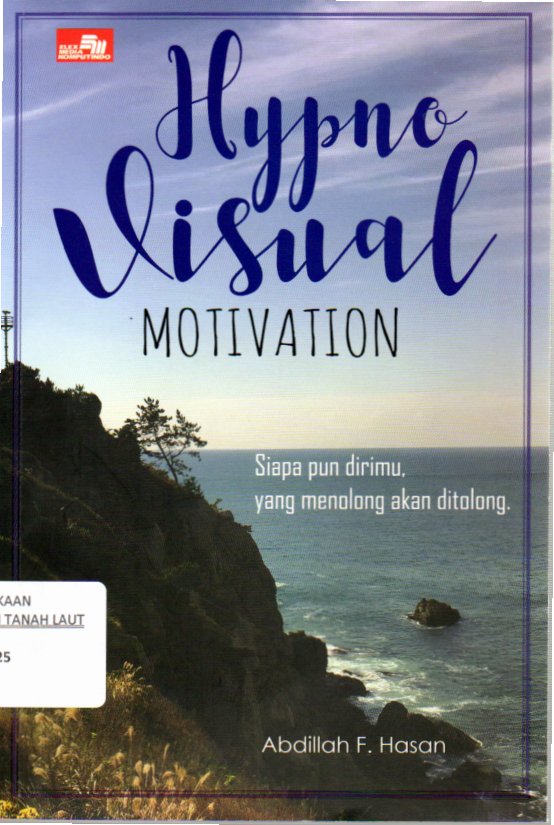 ELEX
MEDIA
KOMPUTINDO
Hypno
Visual
MOTIVATION
Siapa pun dirimu,
yang menolong akan ditolong.
KAAN
TANAH LAUT
25
Abdillah F. Hasan